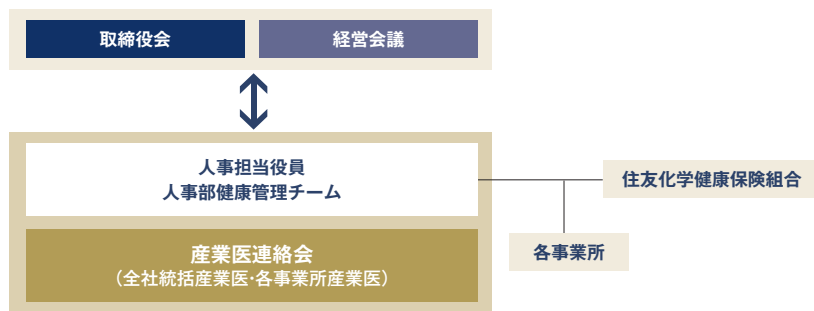 取締役会
経営会議
人事担当役員
人事部健康管理チーム
住友化学健康保険組合
各事業所
産業医連絡会
（全社統括産業医・各事業所産業医）